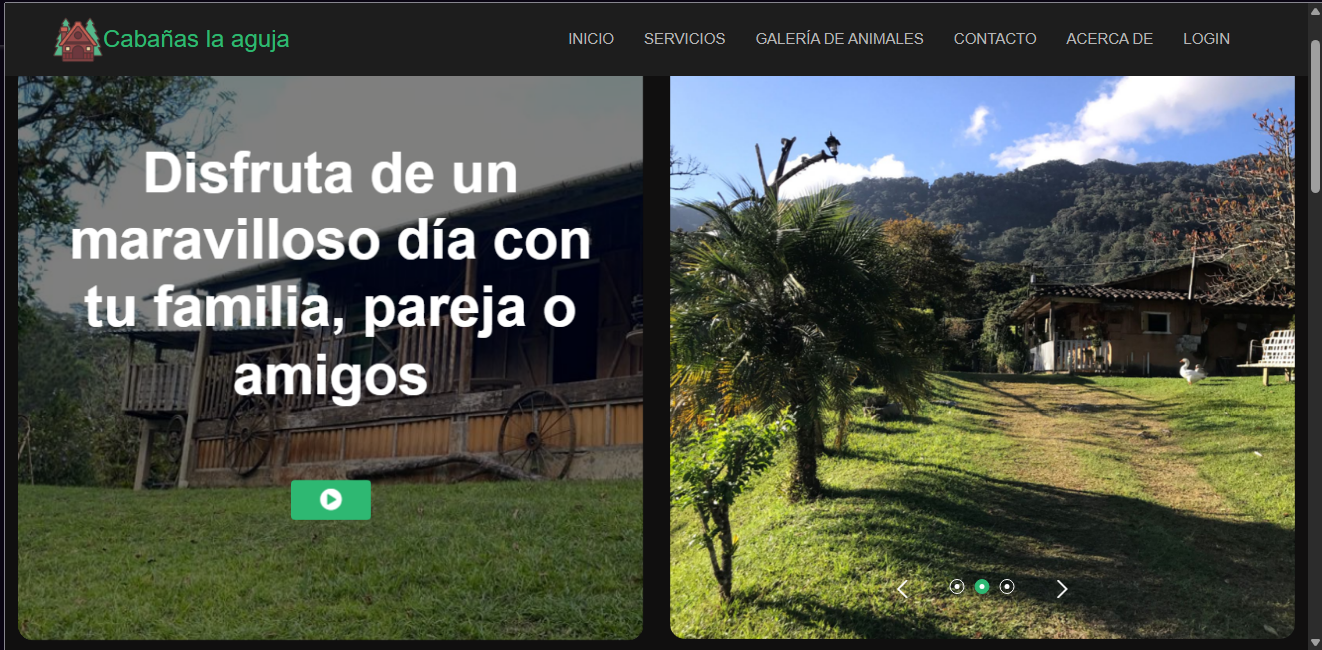 Cabañas la aguja
INICIO
SERVICIOS
GALERÍA DE ANIMALES
CONTACTO
ACERCA DE
LOGIN
Disfruta de un
maravilloso día con
tu familia, pareja o
amigos